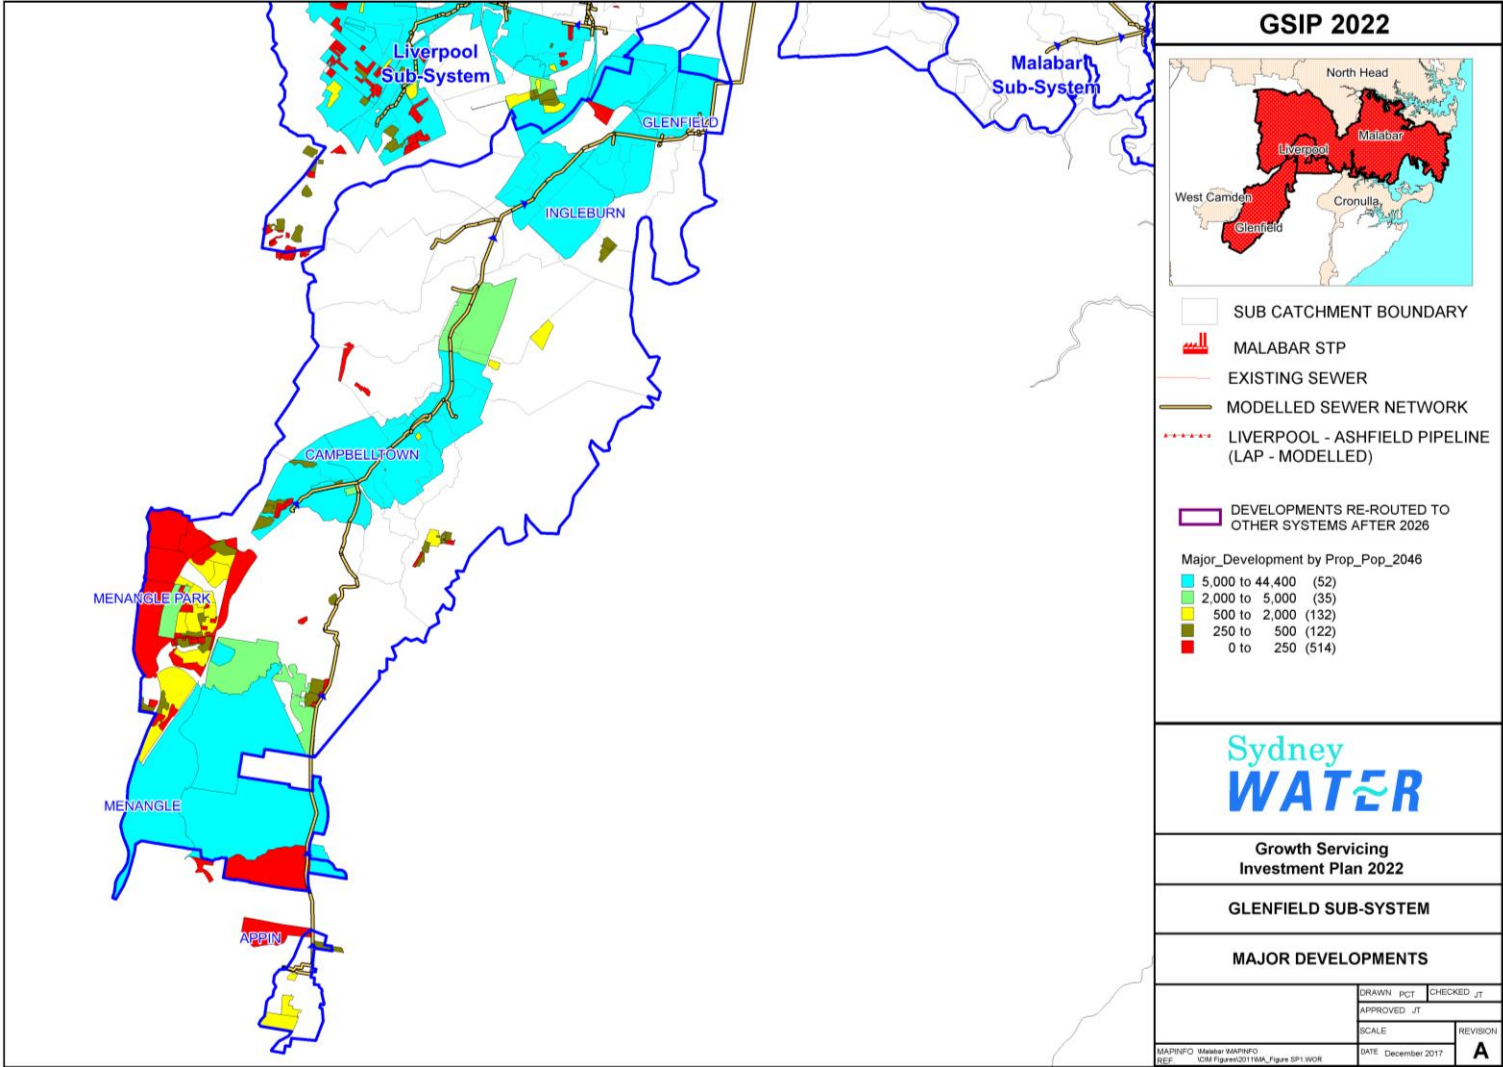 Liverpool
Sub-System
Malabar
Sub-System
GLENFIELD
INGLEBURN
CAMPBELLTOWN
MENANGLE PARK
MENANGLE
APPIN
GSIP 2022
North Head
Malabar
Liverpool
West Camden
Cronulla
Glenfield
SUB CATCHMENT BOUNDARY
MALABAR STP
EXISTING SEWER
MODELLED SEWER NETWORK
LIVERPOOL - ASHFIELD PIPELINE
(LAP - MODELLED)
DEVELOPMENTS RE-ROUTED TO
OTHER SYSTEMS AFTER 2026
Major_Development by Prop_Pop_2046
5,000 to 44,400 (52)
2,000 to 5,000 (35)
500 to 2,000 (132)
250 to 500 (122)
0 to 250 (514)
Sydney
WATER
Growth Servicing
Investment Plan 2022
GLENFIELD SUB-SYSTEM
MAJOR DEVELOPMENTS
DRAWN PCT CHECKED JT
APPROVED JT
SCALE
REVISION
A
DATE December 2017
MAPINFO \Malabar \MAPINFO
REF.